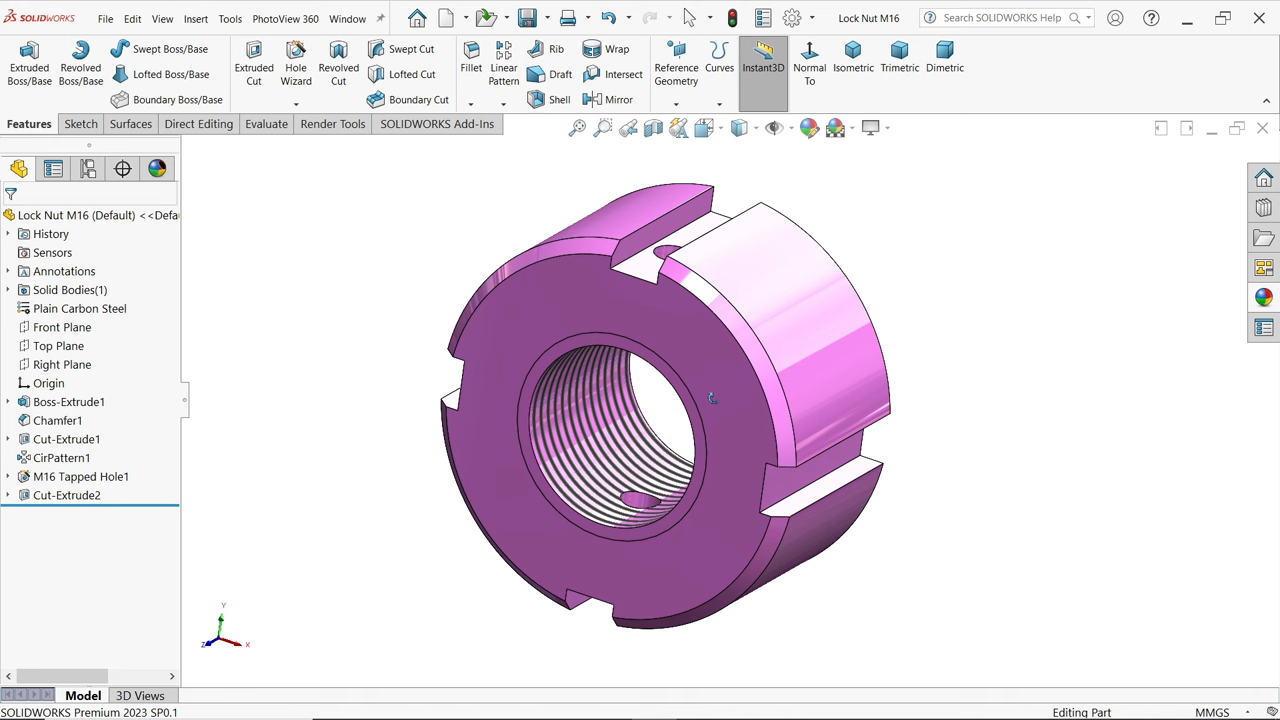 SOLIDWORKS File Edit View Insert Tools PhotoView 360 Window Lock Nut M16 Search SOLIDWORKS Help
Extruded Boss/Base
Revolved Boss/Base
Swept Boss/Base
Lofted Boss/Base
Boundary Boss/Base
Extruded Cut
Hole Wizard
Revolved Cut
Swept Cut
Lofted Cut
Boundary Cut
Fillet
Linear Pattern
Rib
Draft
Shell
Wrap
Intersect
Mirror
Reference Geometry
Curves
Instant3D
Normal To
Isometric
Trimetric
Dimetric
Features Sketch Surfaces Direct Editing Evaluate Render Tools SOLIDWORKS Add-Ins
Lock Nut M16 (Default) <<Defa
History
Sensors
Annotations
Solid Bodies(1)
Plain Carbon Steel
Front Plane
Top Plane
Right Plane
Origin
Boss-Extrude1
Chamfer1
Cut-Extrude1
CirPattern1
M16 Tapped Hole1
Cut-Extrude2
Y
Z X
Model 3D Views
SOLIDWORKS Premium 2023 SP0.1 Editing Part MMGS